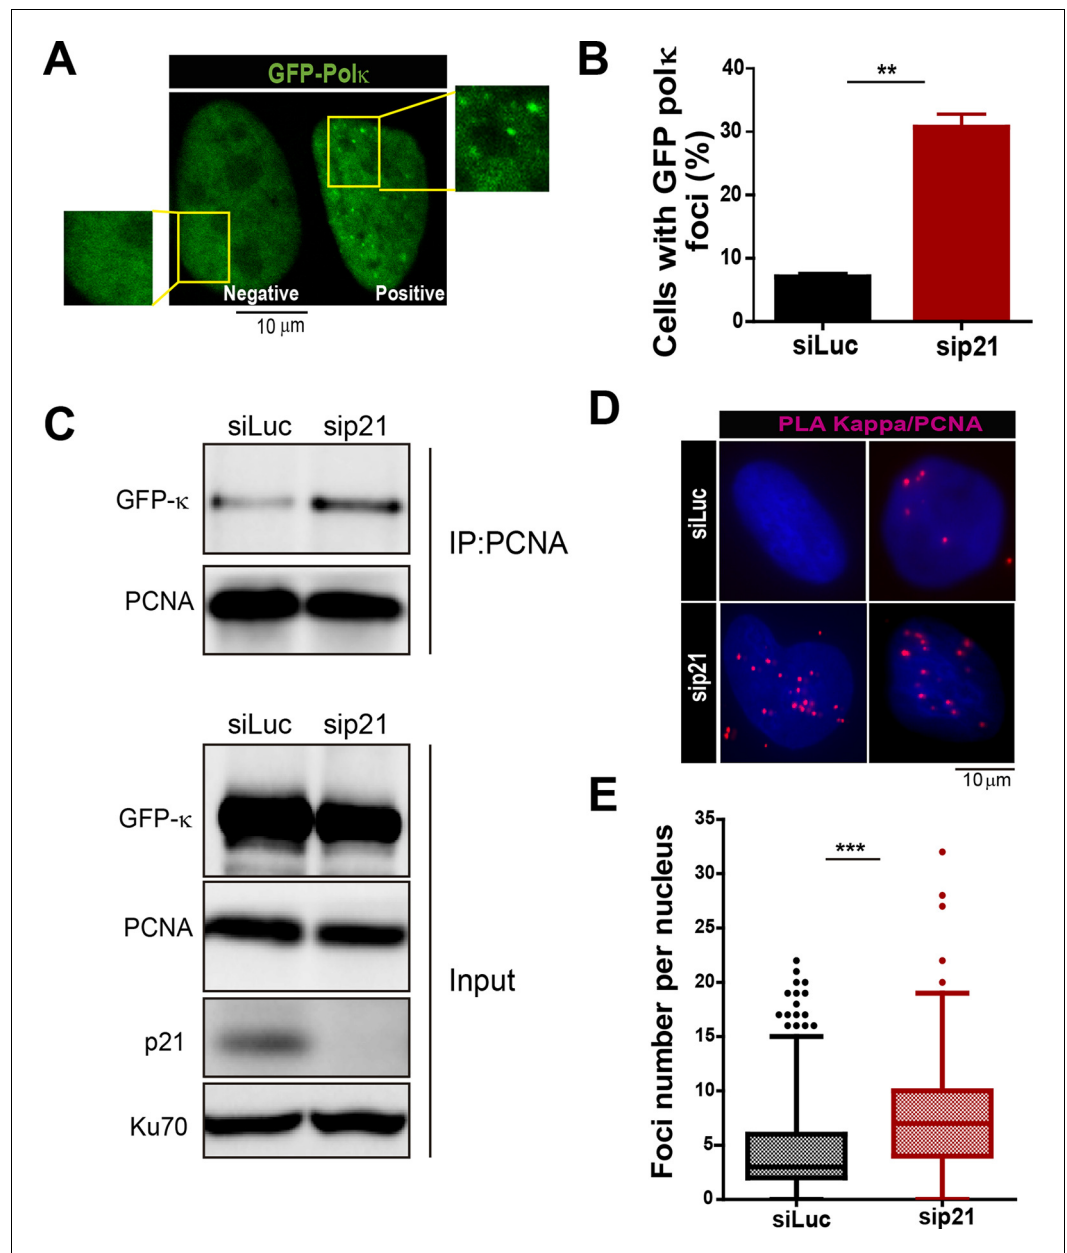 A
GFP-Polκ
Negative
Positive
10 μm
B
Cells with GFP polκ
foci (%)
40
30
20
10
0
**
siLuc
sip21
C
siLuc sip21
GFP-κ
PCNA
IP:PCNA
siLuc sip21
GFP-κ
PCNA
p21
Ku70
Input
D
PLA Kappa/PCNA
siLuc
sip21
10 μm
E
Foci number per nucleus
35
30
25
20
15
10
5
0
***
siLuc
sip21